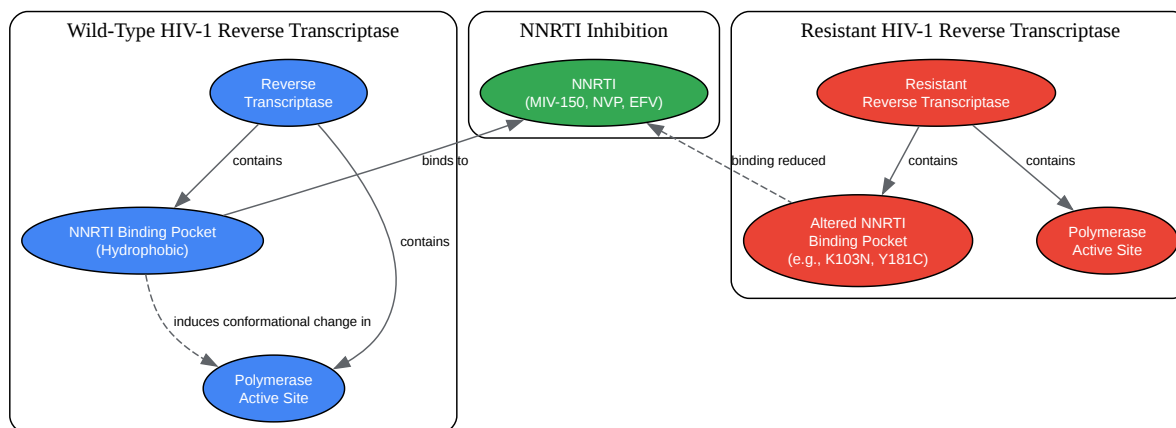 Wild-Type HIV-1 Reverse Transcriptase
Reverse
Transcriptase
contains
NNRTI Binding Pocket
(Hydrophobic)
contains
induces conformational change in
Polymerase
Active Site
binds to
NNRTI Inhibition
NNRTI
(MIV-150, NVP, EFV)
Resistant HIV-1 Reverse Transcriptase
Resistant
Reverse Transcriptase
binding reduced
contains
contains
Altered NNRTI
Binding Pocket
(e.g., K103N, Y181C)
Polymerase
Active Site